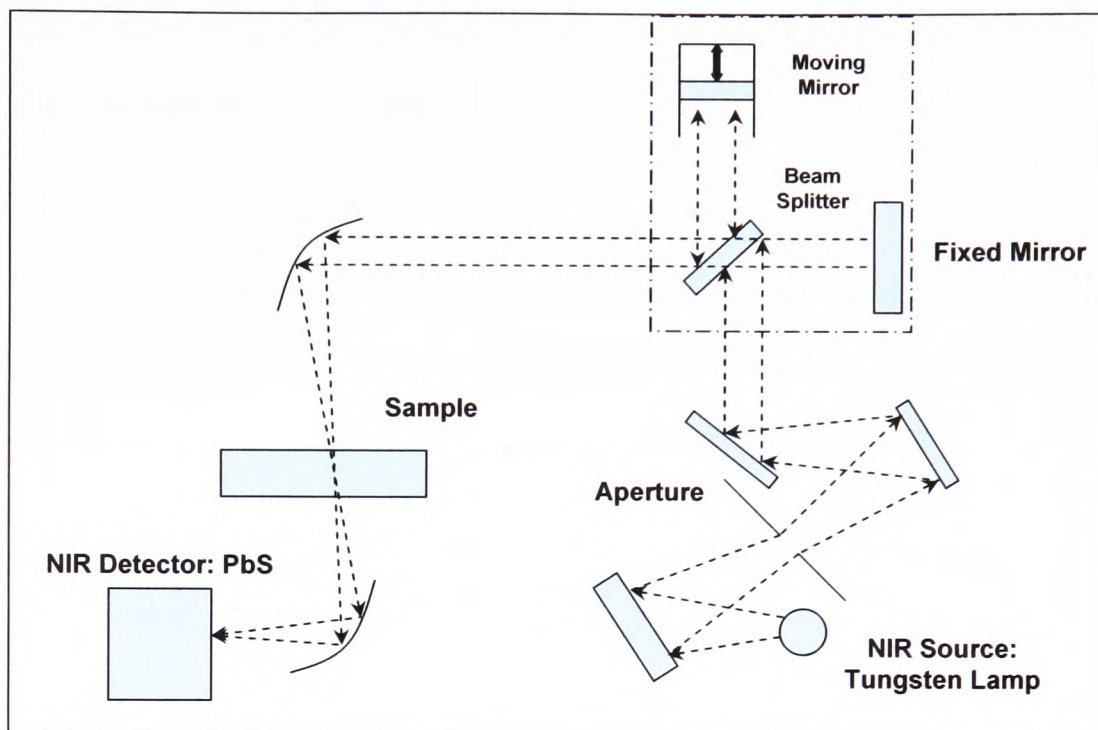 Moving
Mirror
Beam
Splitter
Fixed Mirror
Sample
Aperture
NIR Detector: PbS
NIR Source:
Tungsten Lamp